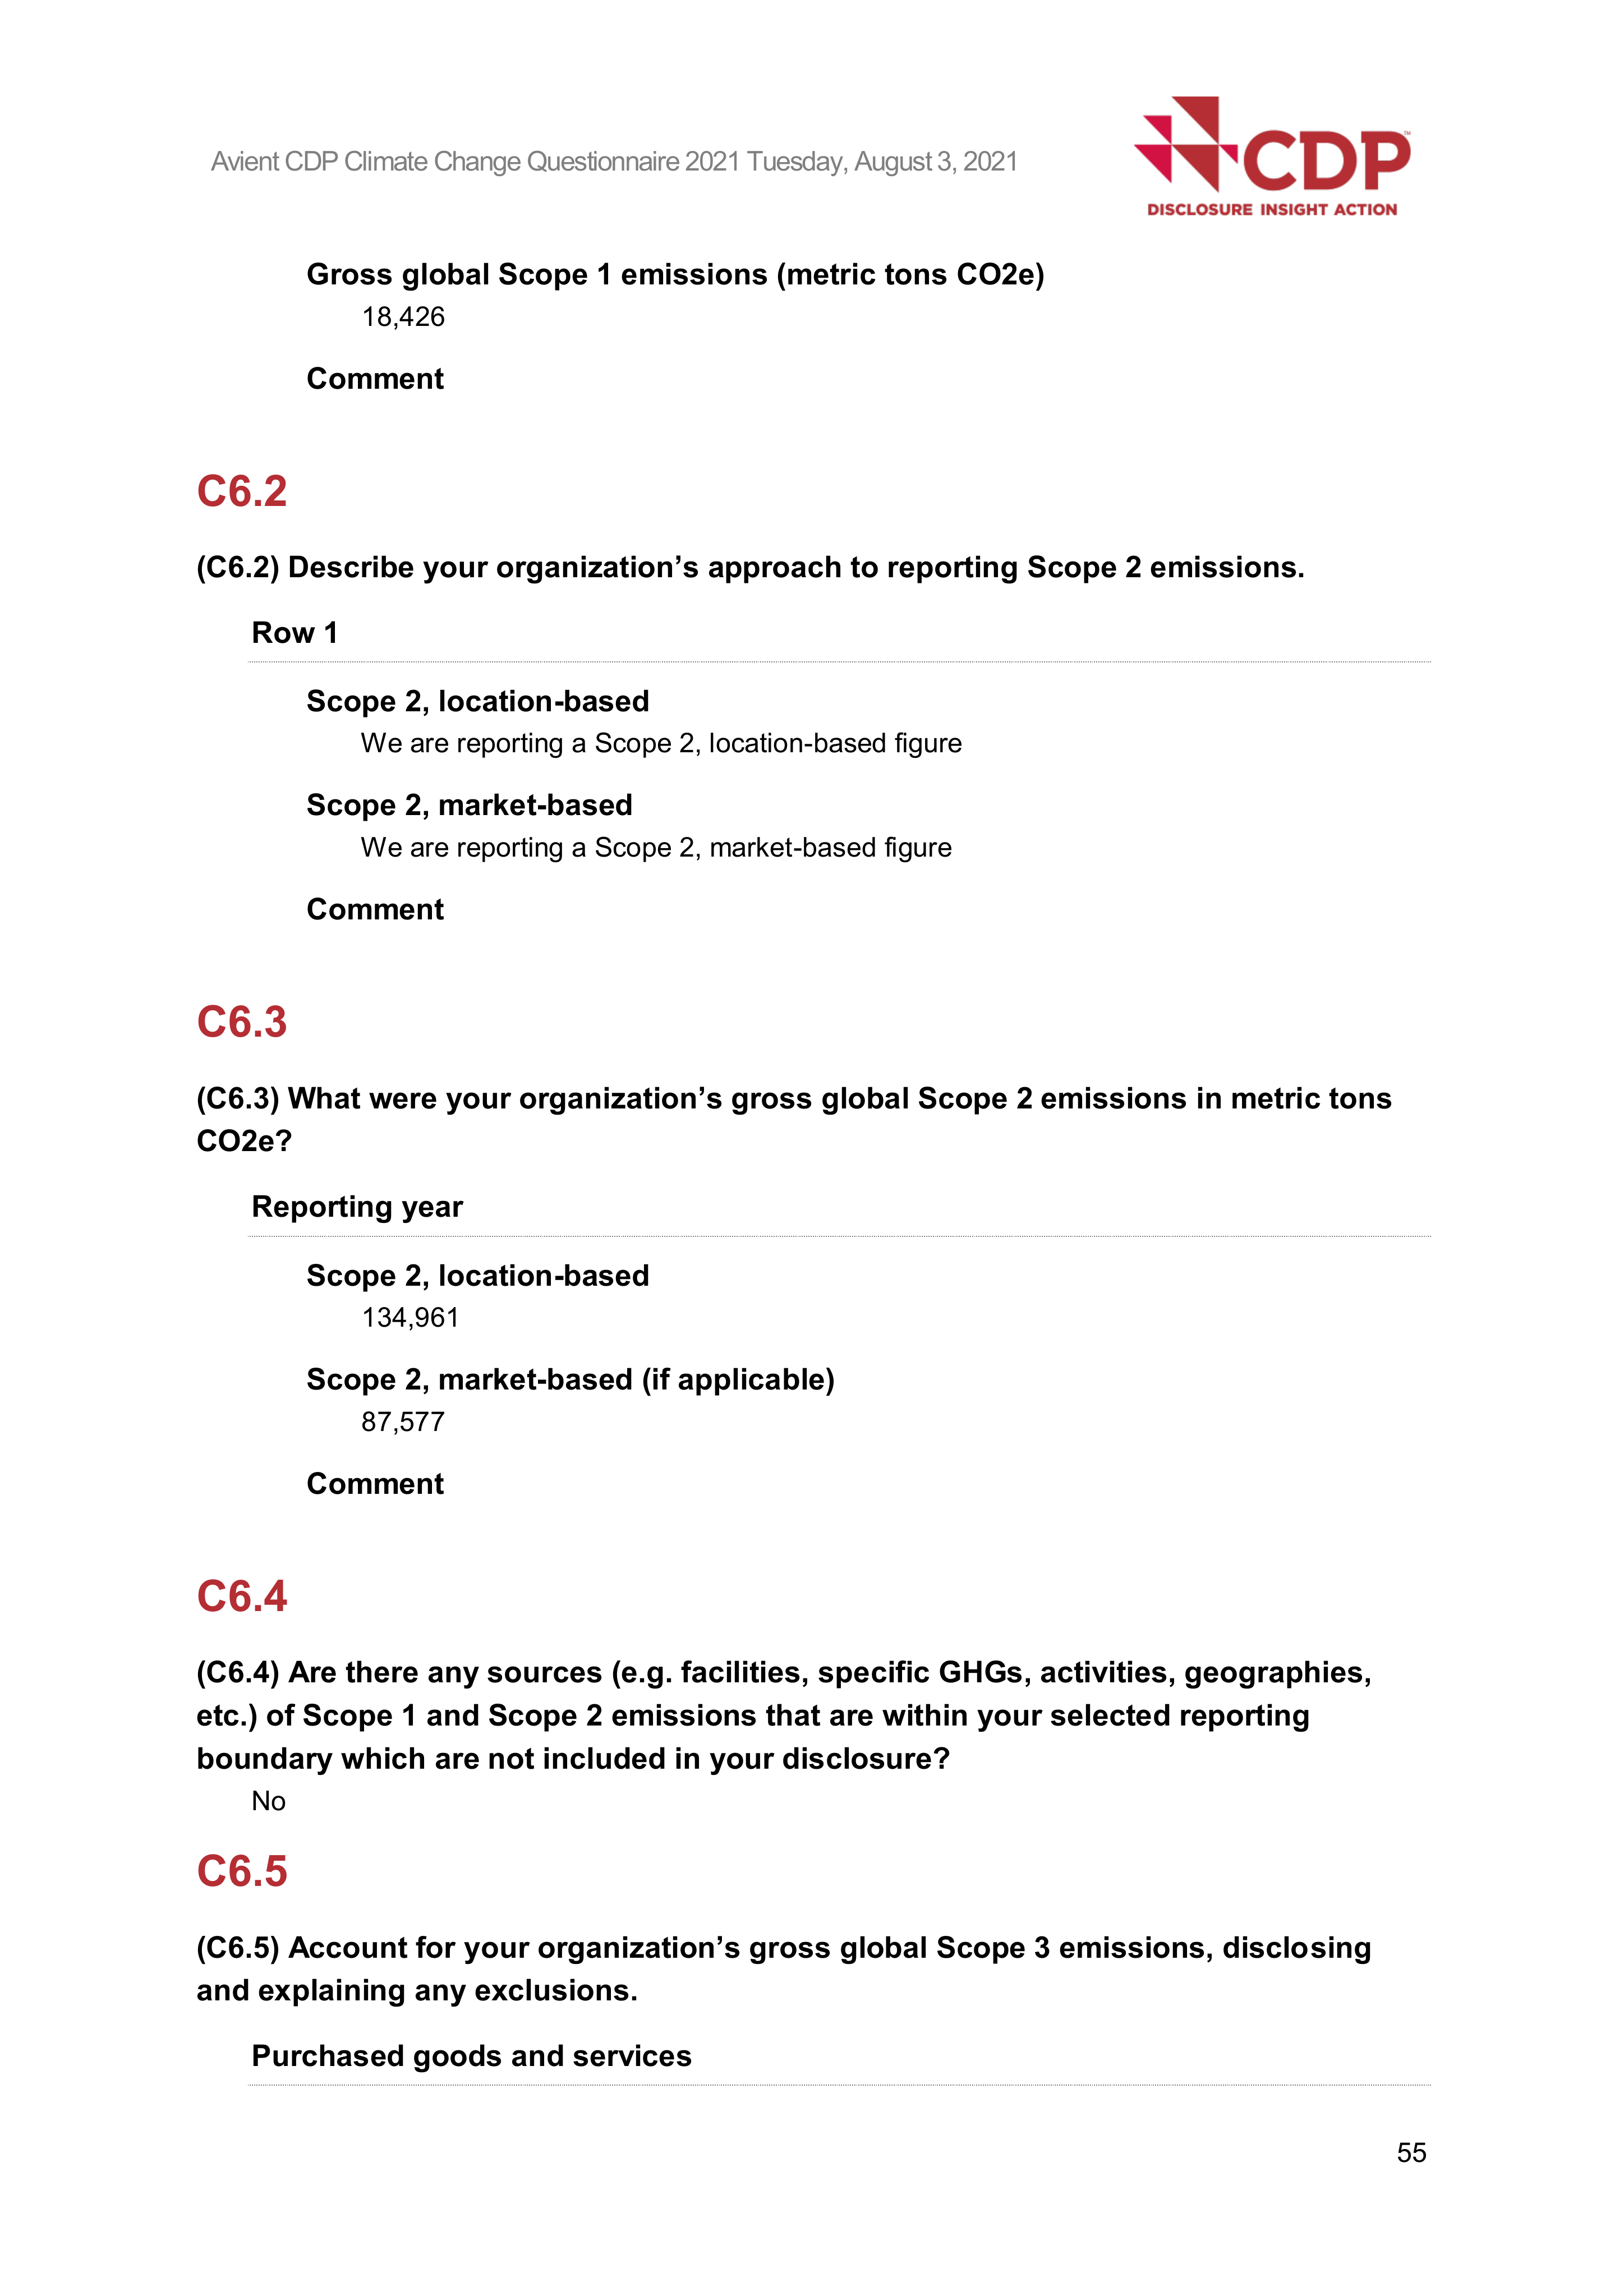 Avient CDP Climate Change Questionnaire 2021 Tuesday, August 3, 2021
CDP™
DISCLOSURE INSIGHT ACTION
Gross global Scope 1 emissions (metric tons CO2e)
18,426
Comment
C6.2
(C6.2) Describe your organization’s approach to reporting Scope 2 emissions.
Row 1
Scope 2, location-based
We are reporting a Scope 2, location-based figure
Scope 2, market-based
We are reporting a Scope 2, market-based figure
Comment
C6.3
(C6.3) What were your organization’s gross global Scope 2 emissions in metric tons
CO2e?
Reporting year
Scope 2, location-based
134,961
Scope 2, market-based (if applicable)
87,577
Comment
C6.4
(C6.4) Are there any sources (e.g. facilities, specific GHGs, activities, geographies,
etc.) of Scope 1 and Scope 2 emissions that are within your selected reporting
boundary which are not included in your disclosure?
No
C6.5
(C6.5) Account for your organization’s gross global Scope 3 emissions, disclosing
and explaining any exclusions.
Purchased goods and services
55